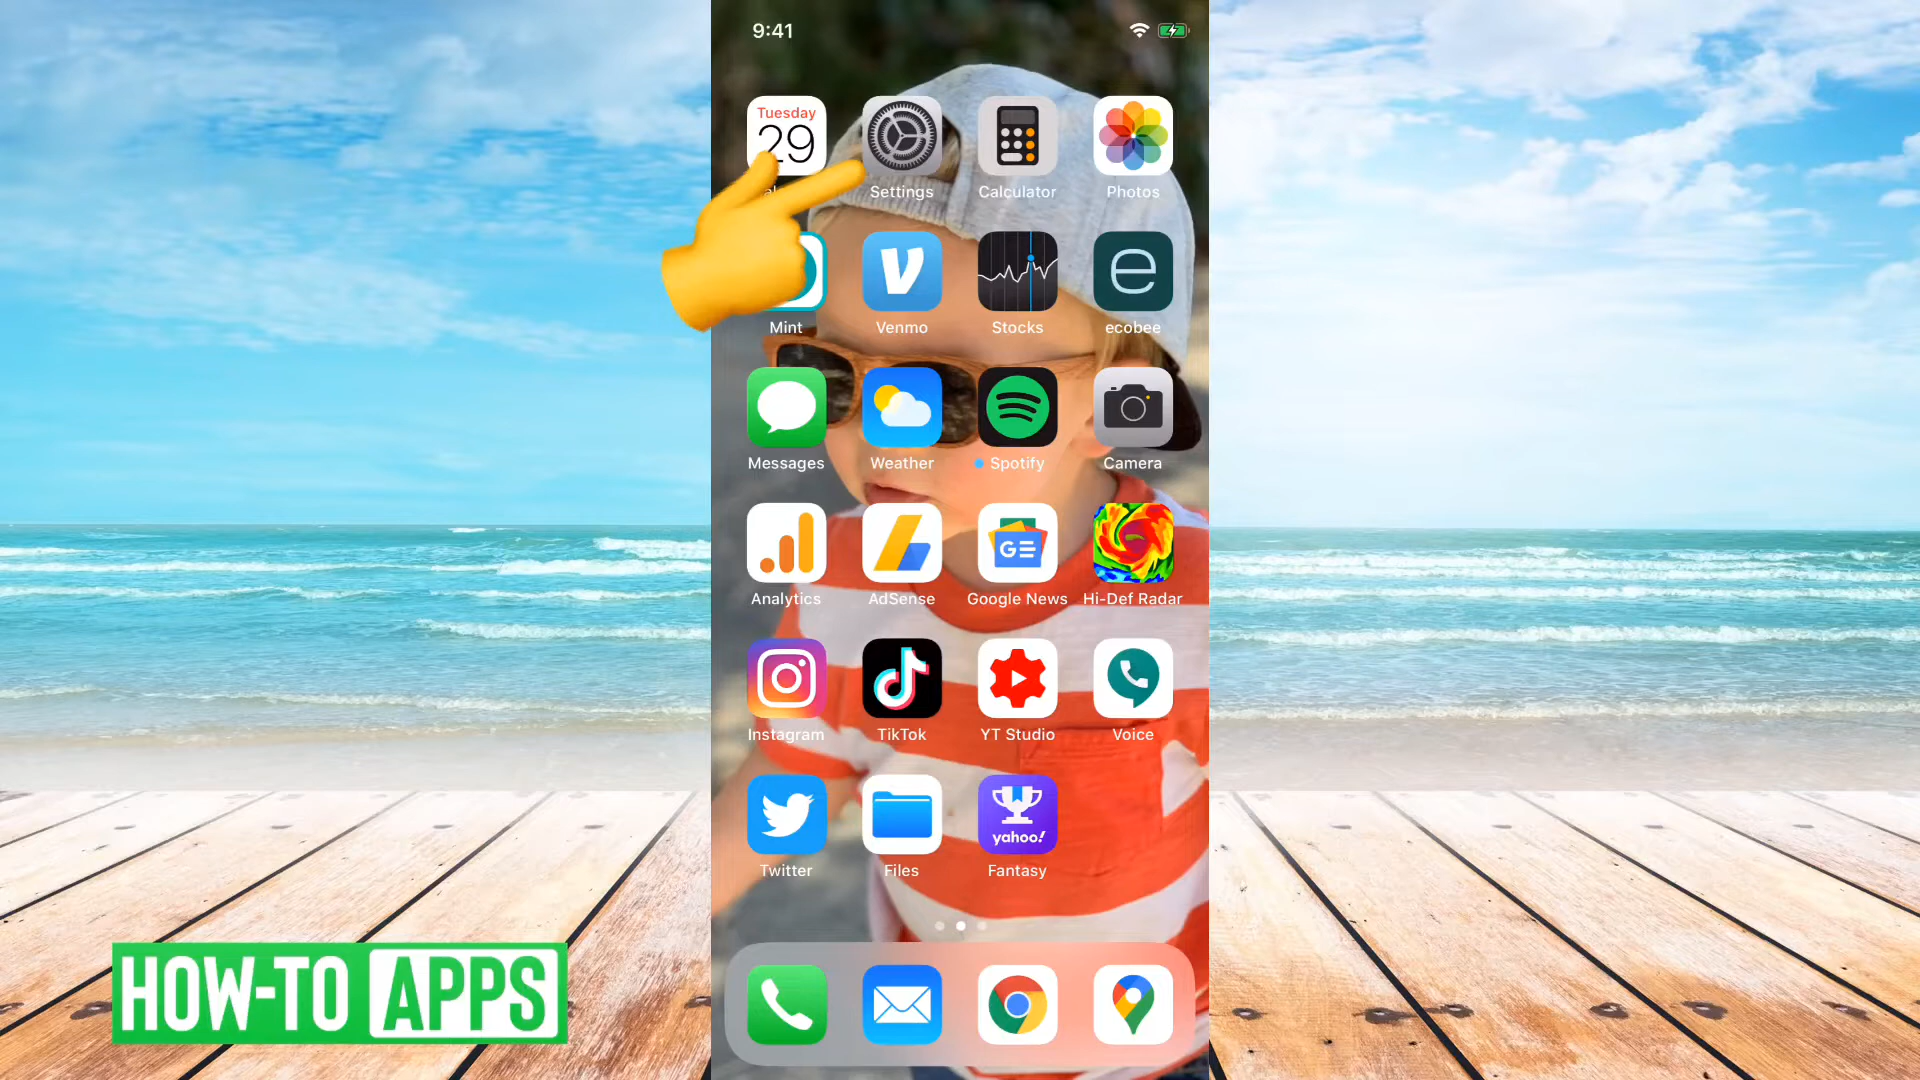 9:41
Tuesday
29
Settings
Calculator
Photos
Mint
V
Venmo
Stocks
e
ecobee
Messages
Weather
Spotify
Camera
Analytics
AdSense
GE
Google News
Hi-Def Radar
Instagram
TikTok
YT Studio
Voice
Twitter
Files
yahoo!
Fantasy
HOW-TO APPS